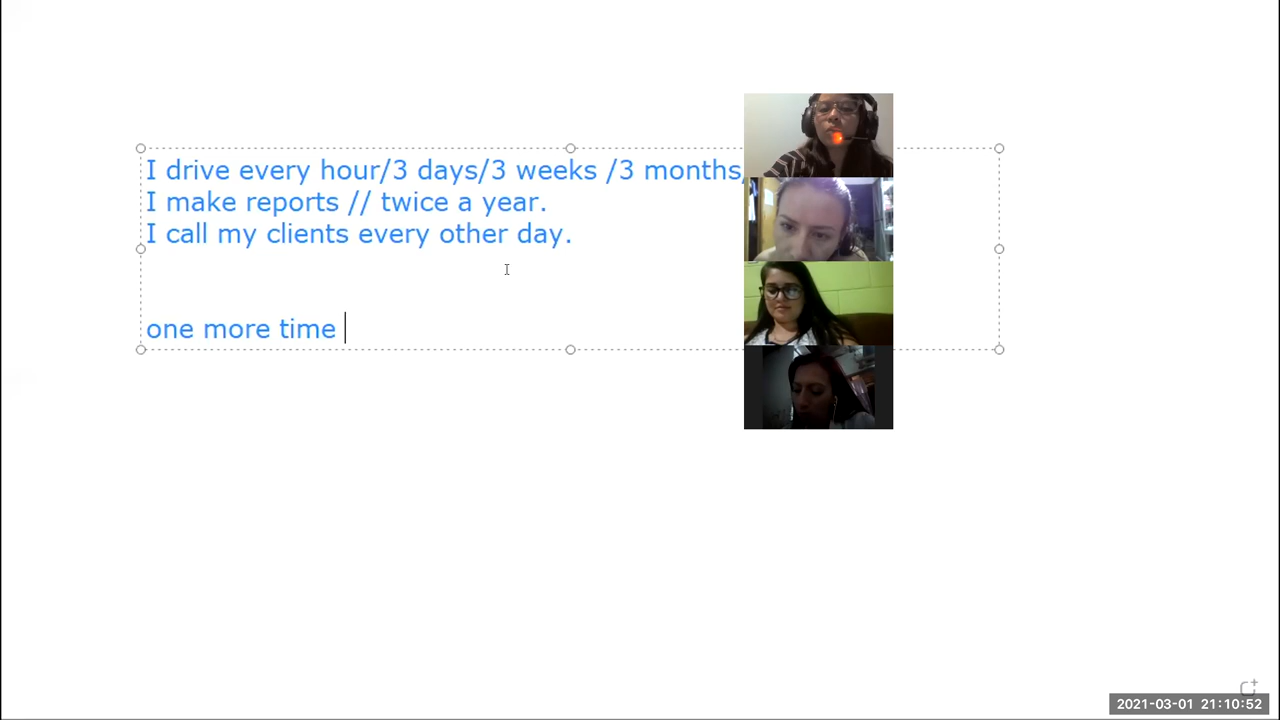 I drive every hour/3 days/3 weeks /3 months,
I make reports // twice a year.
I call my clients every other day.
one more time
2021-03-01 21:10:52